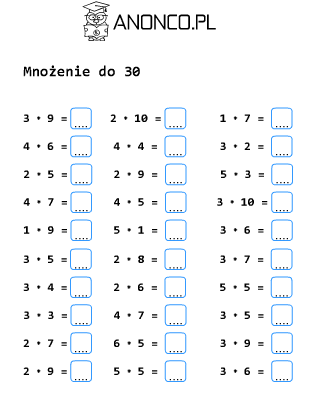 ANONCO.PL
Mnożenie do 30
3 * 9 = .... 2 * 10 = .... 1 * 7 = ....
4 * 6 = .... 4 * 4 = .... 3 * 2 = ....
2 * 5 = .... 2 * 9 = .... 5 * 3 = ....
4 * 7 = .... 4 * 5 = .... 3 * 10 = ....
1 * 9 = .... 5 * 1 = .... 3 * 6 = ....
3 * 5 = .... 2 * 8 = .... 3 * 7 = ....
3 * 4 = .... 2 * 6 = .... 5 * 5 = ....
3 * 3 = .... 4 * 7 = .... 3 * 5 = ....
2 * 7 = .... 6 * 5 = .... 3 * 9 = ....
2 * 9 = .... 5 * 5 = .... 3 * 6 = ....